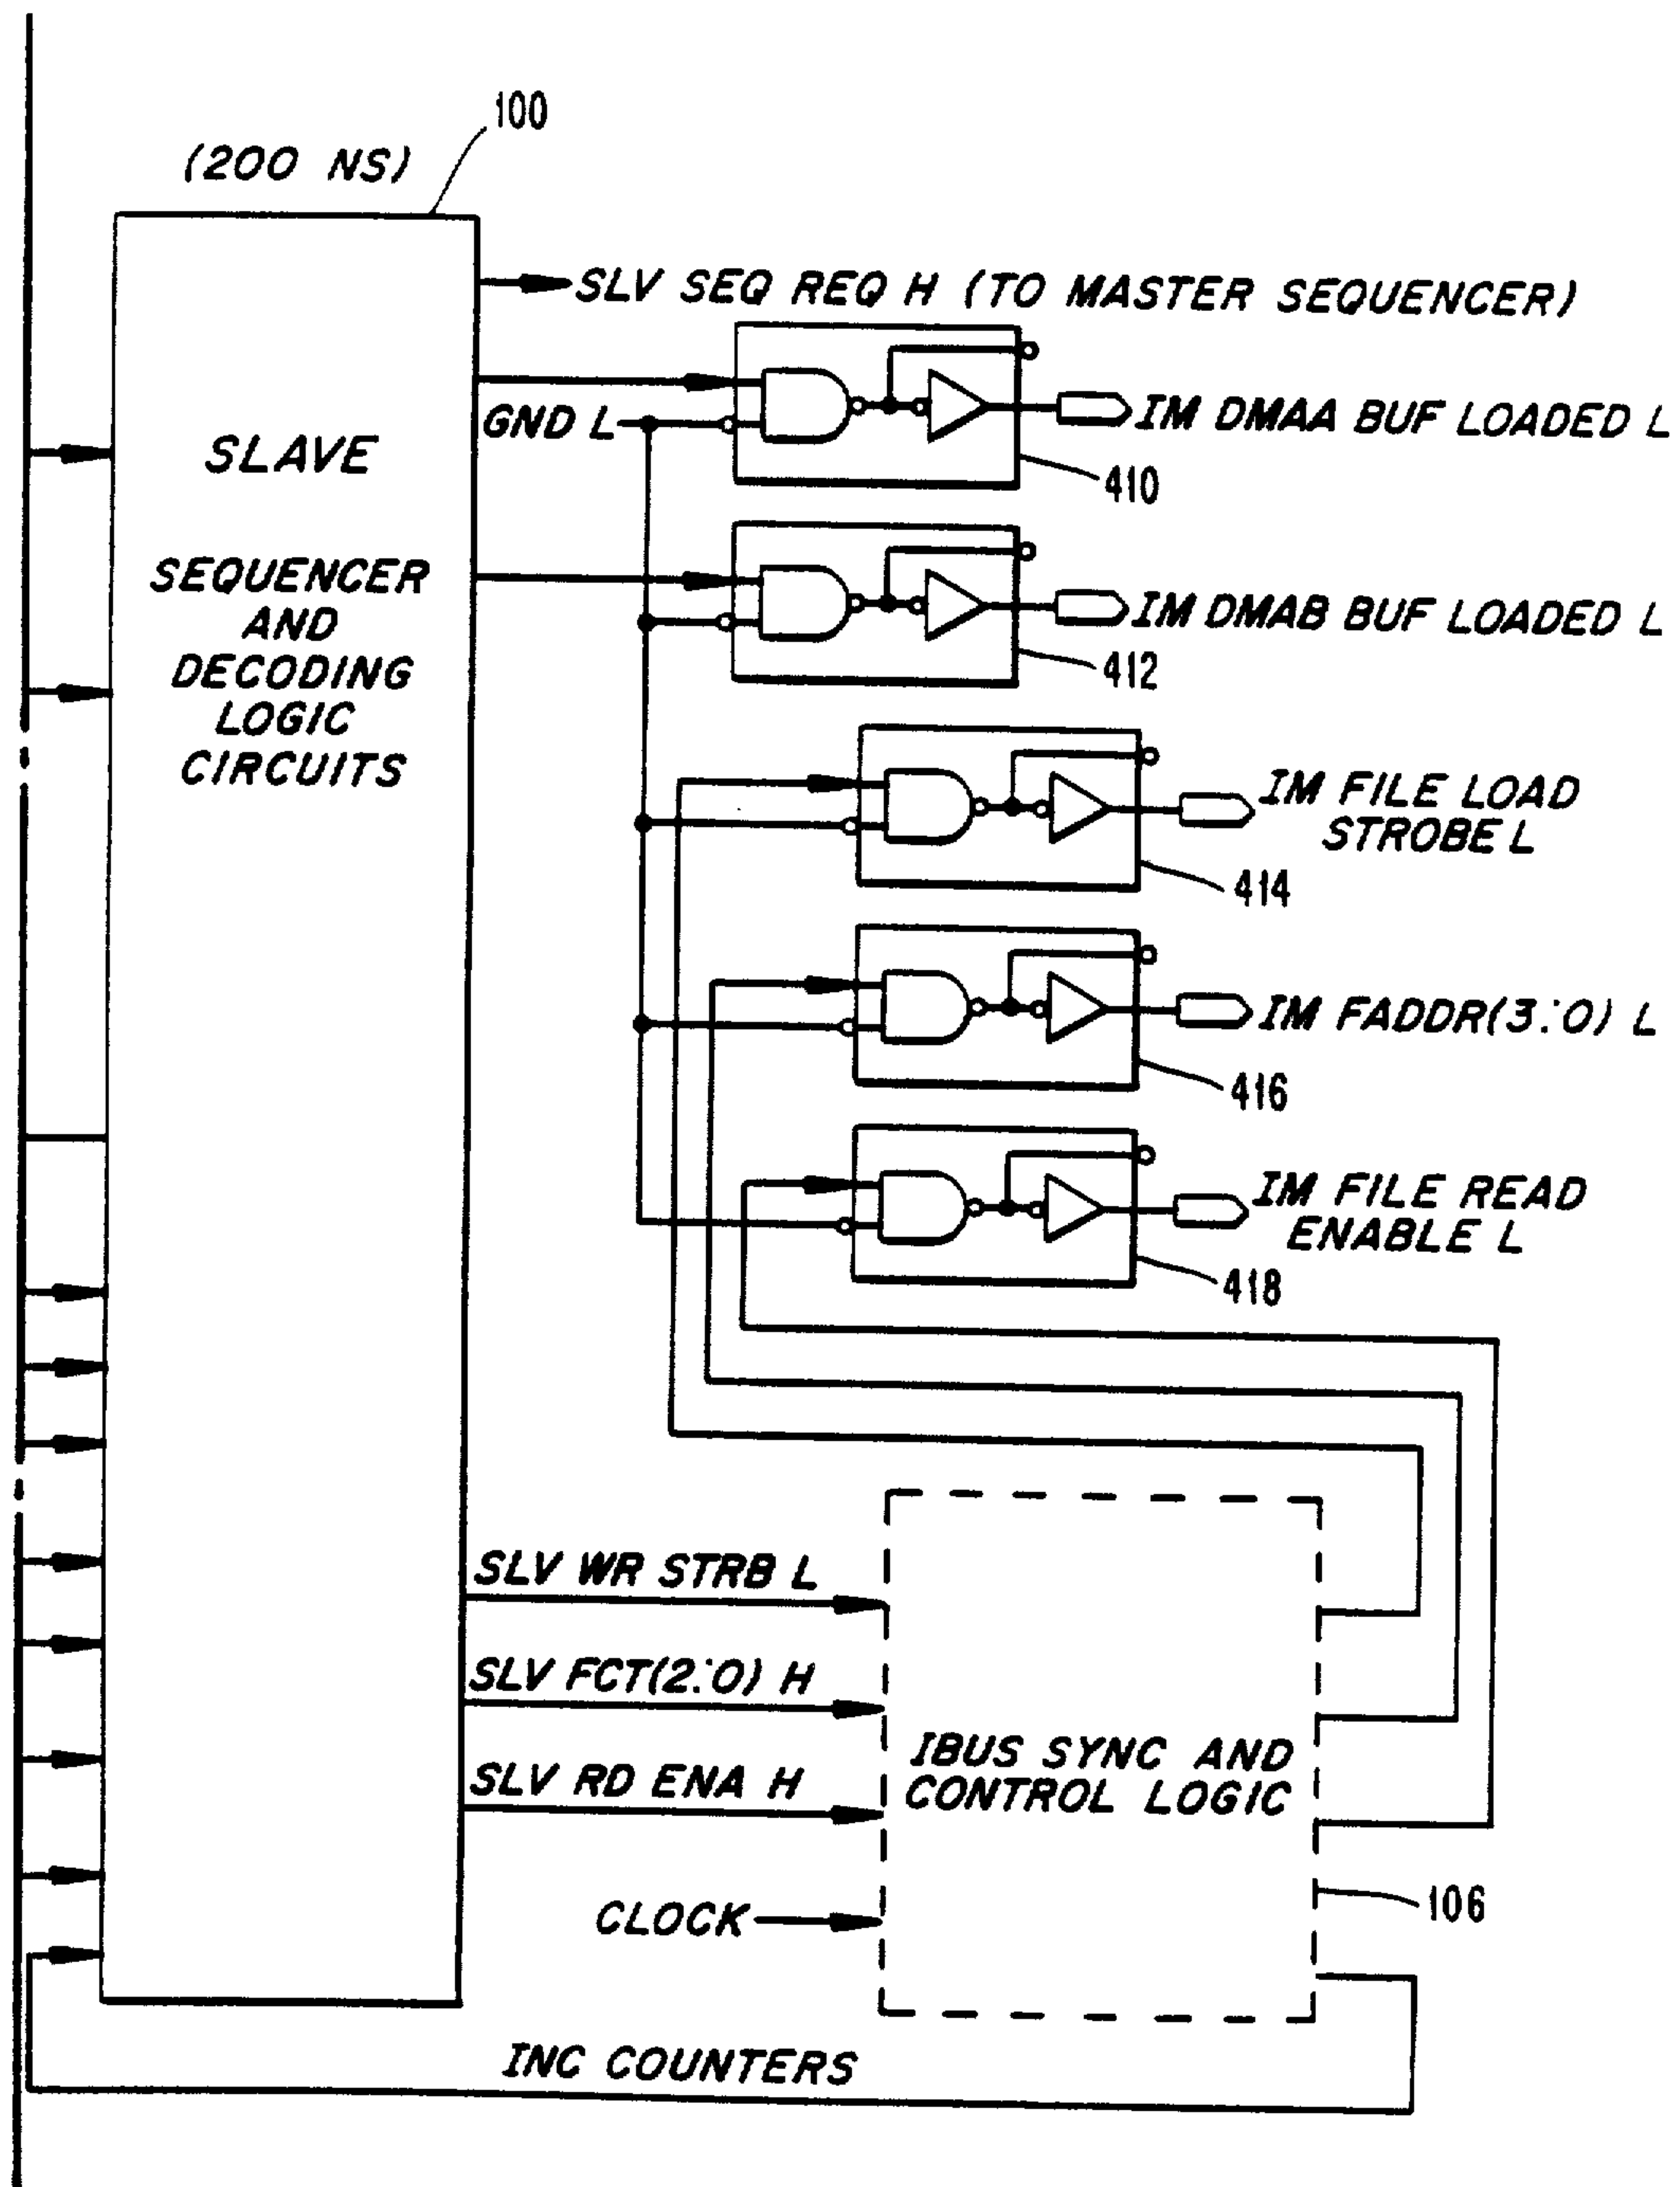 100
(200 NS)
SLV SEQ REQ H (TO MASTER SEQUENCER)
GND L
IM DMAA BUF LOADED L
410
SLAVE
SEQUENCER
AND
DECODING
LOGIC
CIRCUITS
IM DMAB BUF LOADED L
412
IM FILE LOAD
STROBE L
414
IM FADDR(3:0) L
416
IM FILE READ
ENABLE L
418
SLV WR STRB L
SLV FCT(2:0) H
SLV RD ENA H
IBUS SYNC AND
CONTROL LOGIC
CLOCK
106
INC COUNTERS